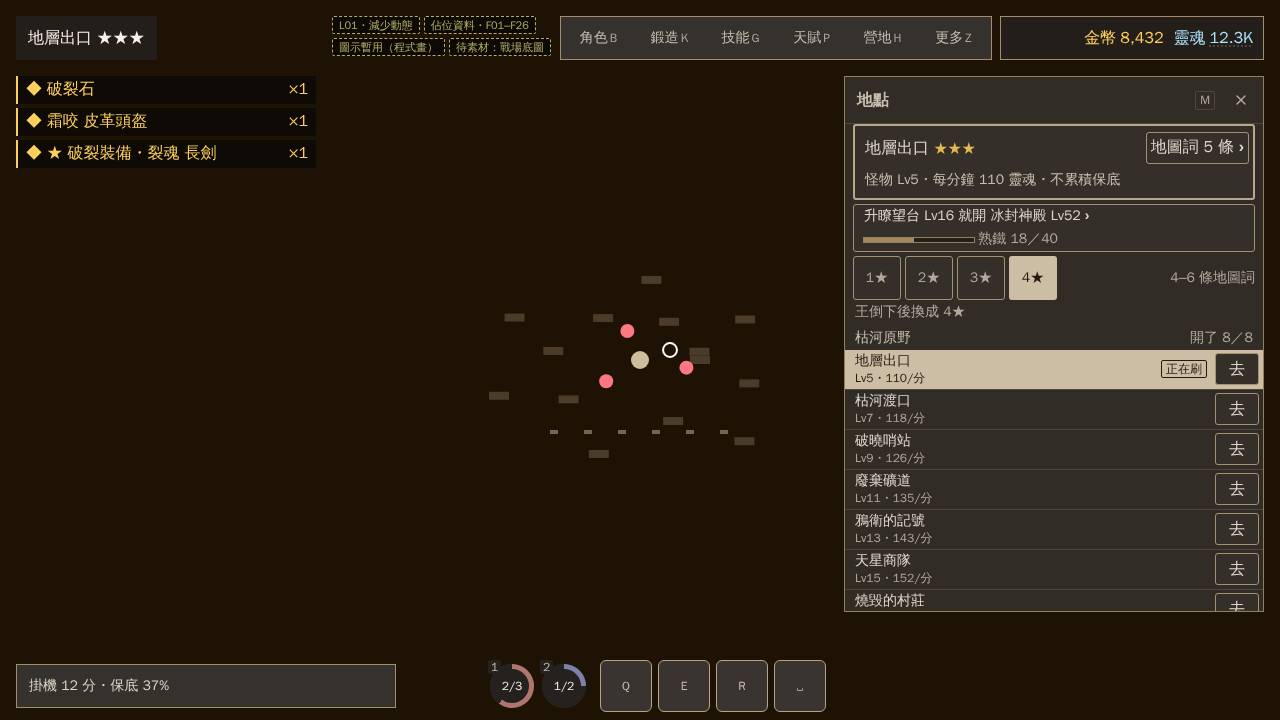 地層出口 ★★★
L01・減少動態
佔位資料・F01–F26
圖示暫用（程式畫）
待素材：戰場底圖
角色B
鍛造K
技能G
天賦P
營地H
更多Z
金幣 8,432 靈魂 12.3K
◆ 破裂石 ×1
◆ 霜咬 皮革頭盔 ×1
◆ ★ 破裂裝備・裂魂 長劍 ×1
地點 M ×
地層出口 ★★★ 地圖詞 5 條 ›
怪物 Lv5・每分鐘 110 靈魂・不累積保底
升瞭望台 Lv16 就開 冰封神殿 Lv52 ›
熟鐵 18／40
1★ 2★ 3★ 4★ 4–6 條地圖詞
王倒下後換成 4★
枯河原野 開了 8／8
地層出口 正在刷 去
Lv5・110/分
枯河渡口 去
Lv7・118/分
破曉哨站 去
Lv9・126/分
廢棄礦道 去
Lv11・135/分
鴉衛的記號 去
Lv13・143/分
天星商隊 去
Lv15・152/分
燒毀的村莊 去
掛機 12 分・保底 37%
1 2/3
2 1/2
Q E R ⎵